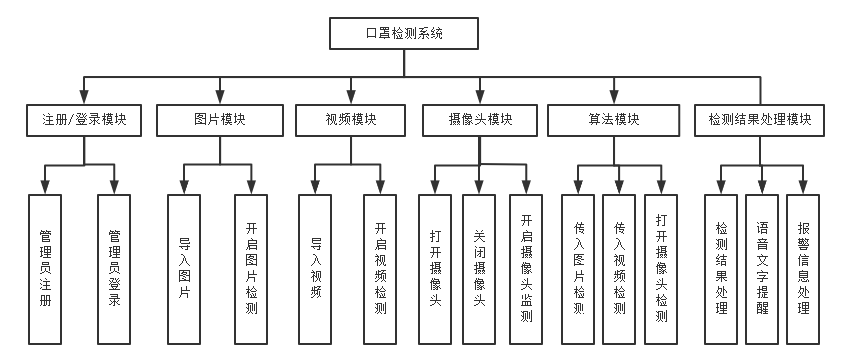 口罩检测系统
注册/登录模块
图片模块
视频模块
摄像头模块
算法模块
检测结果处理模块
管理员注册
管理员登录
导入图片
开启图片检测
导入视频
开启视频检测
打开摄像头
关闭摄像头
开启摄像头监测
传入图片检测
传入视频检测
打开摄像头检测
检测结果处理
语音文字提醒
报警信息处理